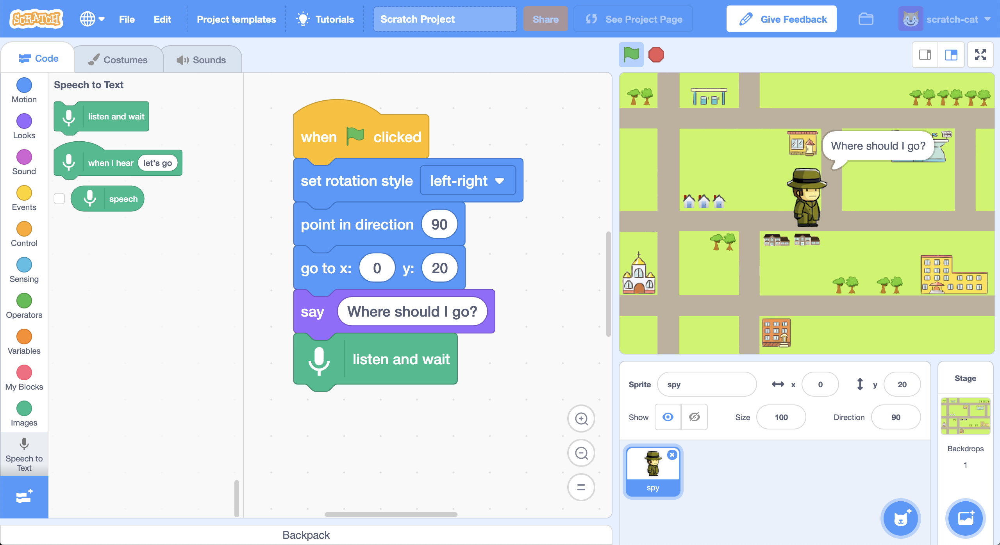 SCRATCH File Edit Project templates Tutorials Scratch Project Share See Project Page Give Feedback scratch-cat
Code Costumes Sounds
Motion
Looks
Sound
Events
Control
Sensing
Operators
Variables
My Blocks
Images
Speech to
Text
Speech to Text
listen and wait
when I hear let's go
speech
when clicked
set rotation style left-right
point in direction 90
go to x: 0 y: 20
say Where should I go?
listen and wait
Backpack
Where should I go?
Sprite spy x 0 y 20
Show Size 100 Direction 90
spy
Stage
Backdrops
1